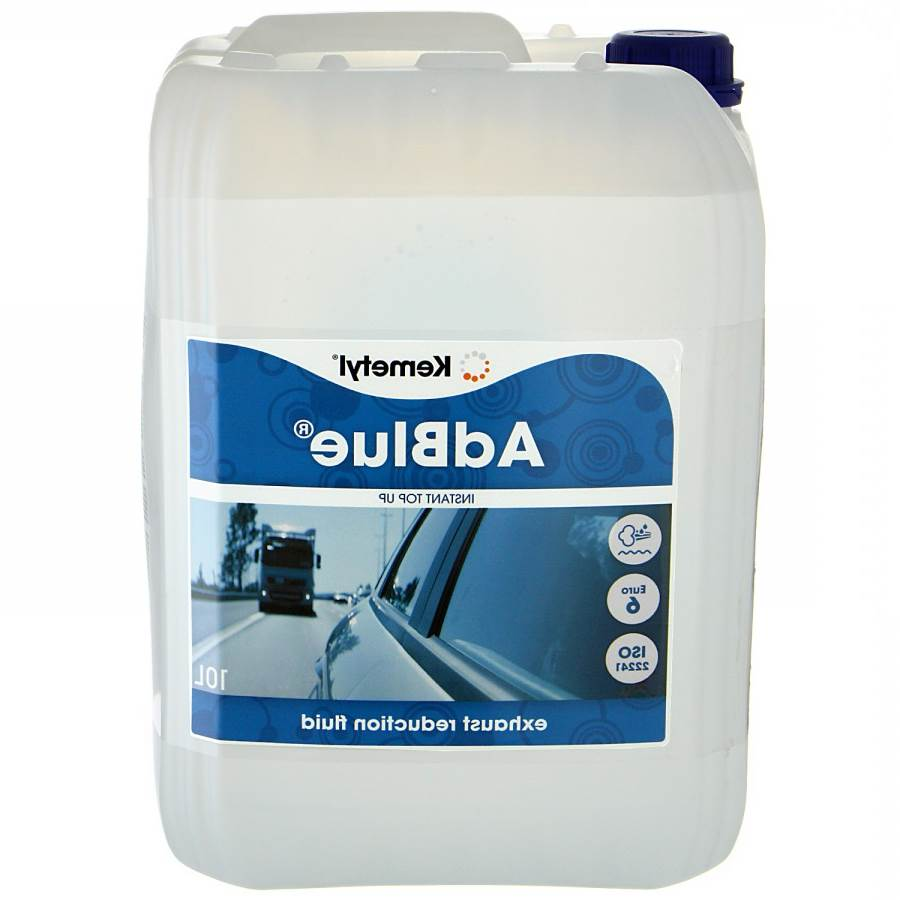 Kemetyl®
AdBlue®
INSTANT TOP UP
Euro
6
ISO
22241
10L
exhaust reduction fluid